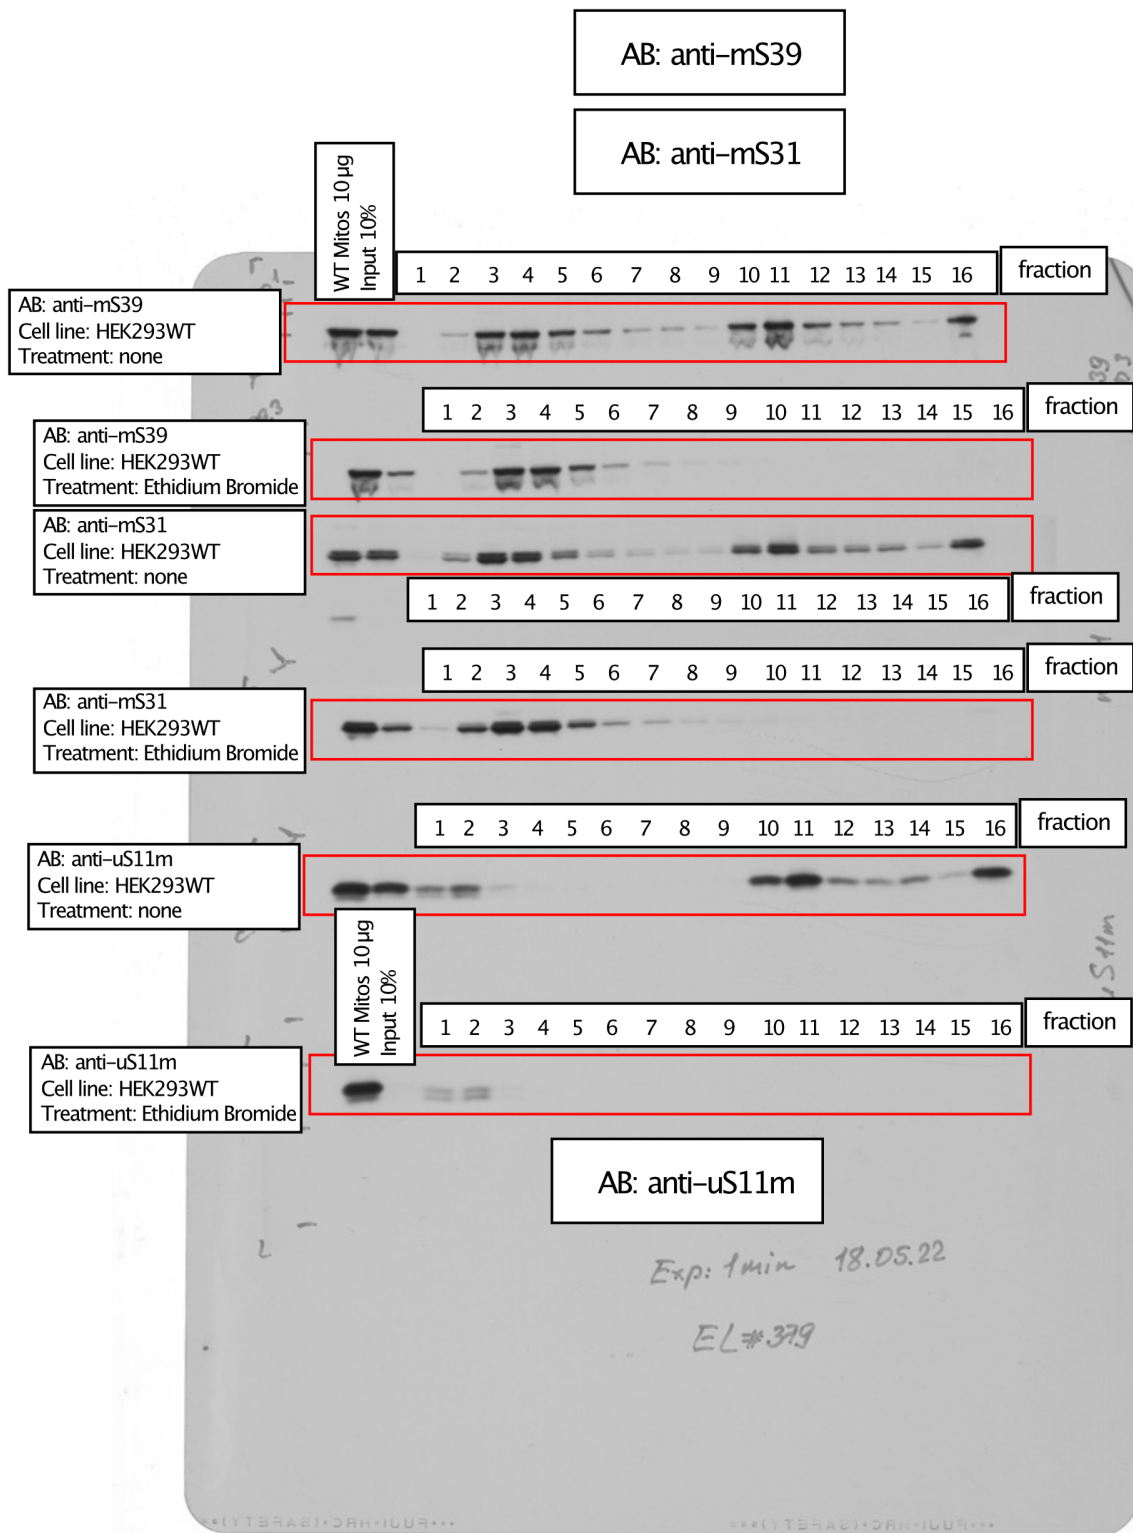 AB: anti-mS39
AB: anti-mS31
WT Mitos 10µg
Input 10%
1 2 3 4 5 6 7 8 9 10 11 12 13 14 15 16 fraction
AB: anti-mS39
Cell line: HEK293WT
Treatment: none
1 2 3 4 5 6 7 8 9 10 11 12 13 14 15 16 fraction
AB: anti-mS39
Cell line: HEK293WT
Treatment: Ethidium Bromide
AB: anti-mS31
Cell line: HEK293WT
Treatment: none
1 2 3 4 5 6 7 8 9 10 11 12 13 14 15 16 fraction
1 2 3 4 5 6 7 8 9 10 11 12 13 14 15 16 fraction
AB: anti-mS31
Cell line: HEK293WT
Treatment: Ethidium Bromide
1 2 3 4 5 6 7 8 9 10 11 12 13 14 15 16 fraction
AB: anti-uS11m
Cell line: HEK293WT
Treatment: none
WT Mitos 10µg
Input 10%
uS11m
1 2 3 4 5 6 7 8 9 10 11 12 13 14 15 16 fraction
AB: anti-uS11m
Cell line: HEK293WT
Treatment: Ethidium Bromide
AB: anti-uS11m
Exp: 1min 18.05.22
EL#379